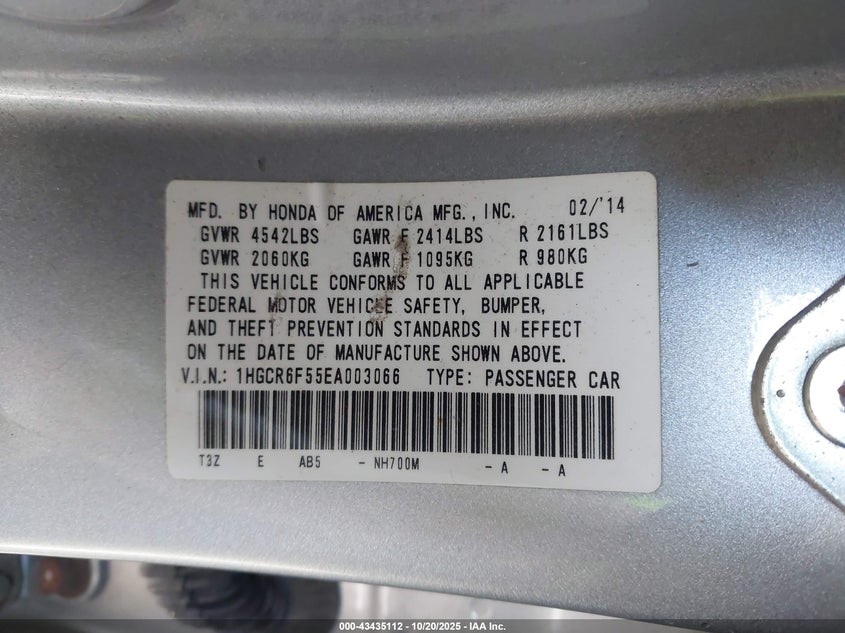 MFD. BY HONDA OF AMERICA MFG., INC. 02/'14
GVWR 4542LBS GAWR F 2414LBS R 2161LBS
GVWR 2060KG GAWR F 1095KG R 980KG
THIS VEHICLE CONFORMS TO ALL APPLICABLE
FEDERAL MOTOR VEHICLE SAFETY, BUMPER,
AND THEFT PREVENTION STANDARDS IN EFFECT
ON THE DATE OF MANUFACTURE SHOWN ABOVE.
V.I.N.: 1HGCR6F55EA003066 TYPE: PASSENGER CAR
T3Z E AB5 - NH700M - A - A
000-43435112 - 10/20/2025 - IAA Inc.